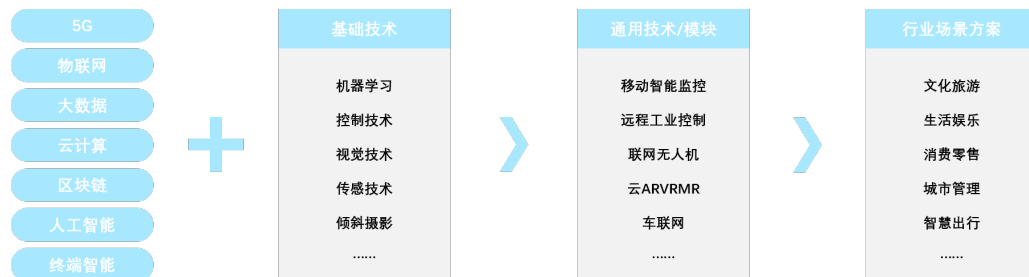 5G
物联网
大数据
云计算
区块链
人工智能
终端智能
基础技术
机器学习
控制技术
视觉技术
传感技术
倾斜摄影
......
通用技术/模块
移动智能监控
远程工业控制
联网无人机
云ARVRMR
车联网
......
行业场景方案
文化旅游
生活娱乐
消费零售
城市管理
智慧出行
......